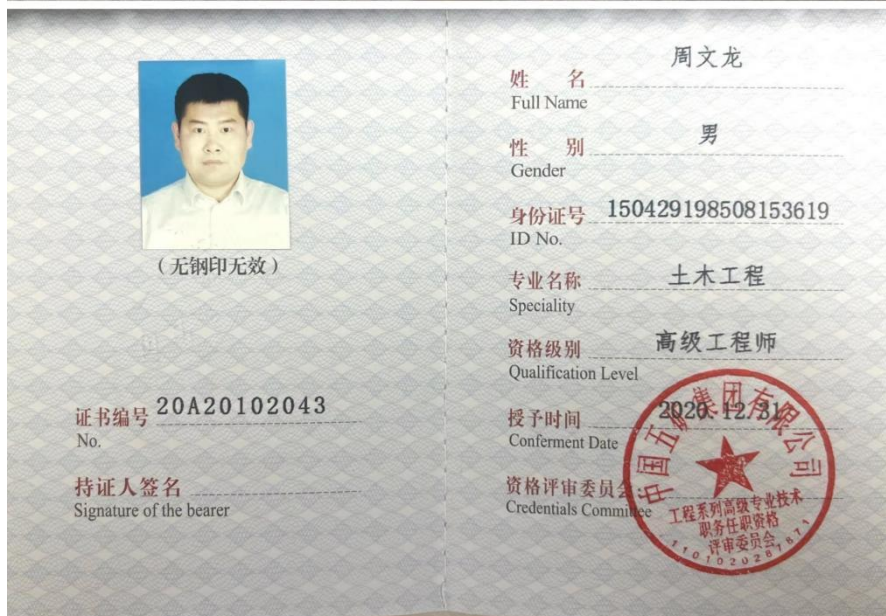 （无钢印无效）
证书编号 20A20102043
No.
持证人签名
Signature of the bearer
姓 名 周文龙
Full Name
性 别 男
Gender
身份证号 150429198508153619
ID No.
专业名称 土木工程
Speciality
资格级别 高级工程师
Qualification Level
授予时间 2020.12.31
Conferment Date
资格评审委员会
Credentials Committee
中国五矿集团有限公司
工程系列高级专业技术
职务任职资格
评审委员会
1101020287871